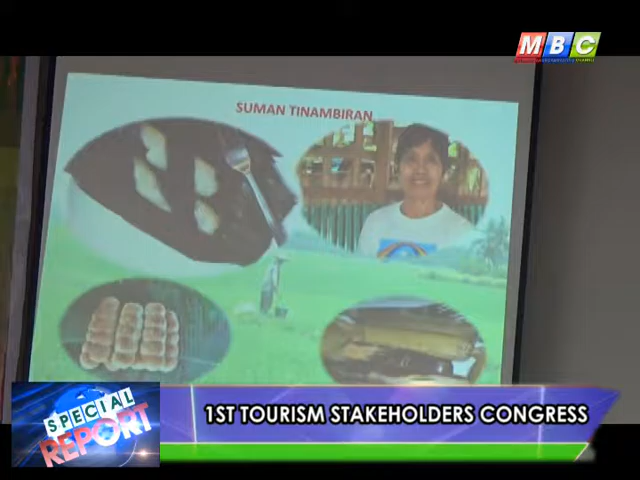 MBC
SUMAN TINAMBIRAN
1ST TOURISM STAKEHOLDERS CONGRESS
SPECIAL
REPORT